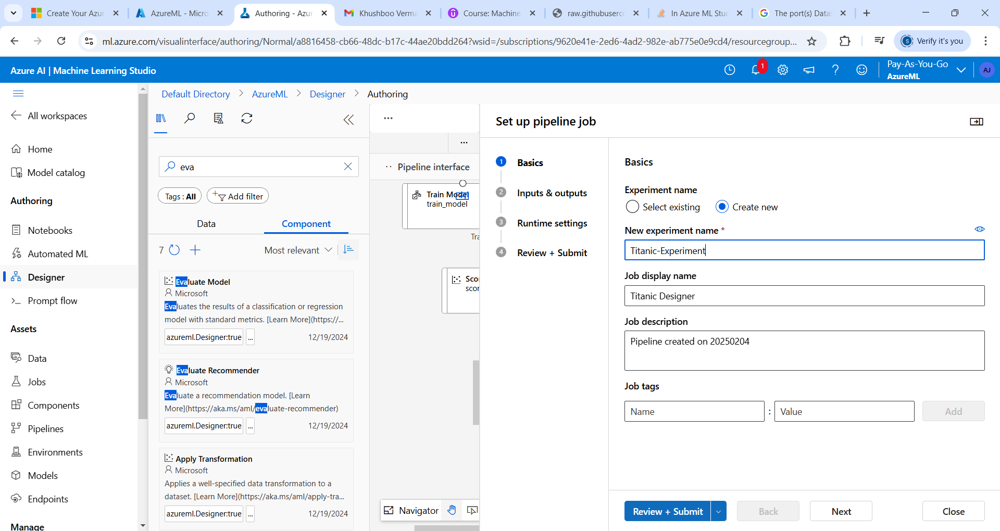 Create Your Azur
AzureML - Micro
Authoring - Azur
Khushboo Verma
Course: Machine
raw.githubuserco
In Azure ML Stud
The port(s) Datas
ml.azure.com/visualinterface/authoring/Normal/a8816458-cb66-48dc-b17c-44ae20bdd264?wsid=/subscriptions/9620e41e-2ed6-4ad2-982e-ab775e0e9cd4/resourcegroup...
S
Verify it's you
Azure AI | Machine Learning Studio
1
Pay-As-You-Go
AzureML
AJ
Default Directory > AzureML > Designer > Authoring
All workspaces
Home
Model catalog
Authoring
Notebooks
Automated ML
Designer
Prompt flow
Assets
Data
Jobs
Components
Pipelines
Environments
Models
Endpoints
Manage
eva
Tags : All
Add filter
Data
Component
7
Most relevant
Evaluate Model
Microsoft
Evaluates the results of a classification or regression
model with standard metrics. [Learn More](https://...
azureml.Designer:true
...
12/19/2024
Evaluate Recommender
Microsoft
Evaluate a recommendation model. [Learn
More](https://aka.ms/aml/evaluate-recommender)
azureml.Designer:true
...
12/19/2024
Apply Transformation
Microsoft
Applies a well-specified data transformation to a
dataset. [Learn More](https://aka.ms/aml/apply-tra...
azureml.Designer:true
...
12/19/2024
Pipeline interface
Train Model
train_model
Tra
Scor
scor
Navigator
Set up pipeline job
1 Basics
2 Inputs & outputs
3 Runtime settings
4 Review + Submit
Basics
Experiment name
Select existing
Create new
New experiment name *
Titanic-Experiment
Job display name
Titanic Designer
Job description
Pipeline created on 20250204
Job tags
Name : Value
Add
Review + Submit
Back
Next
Close